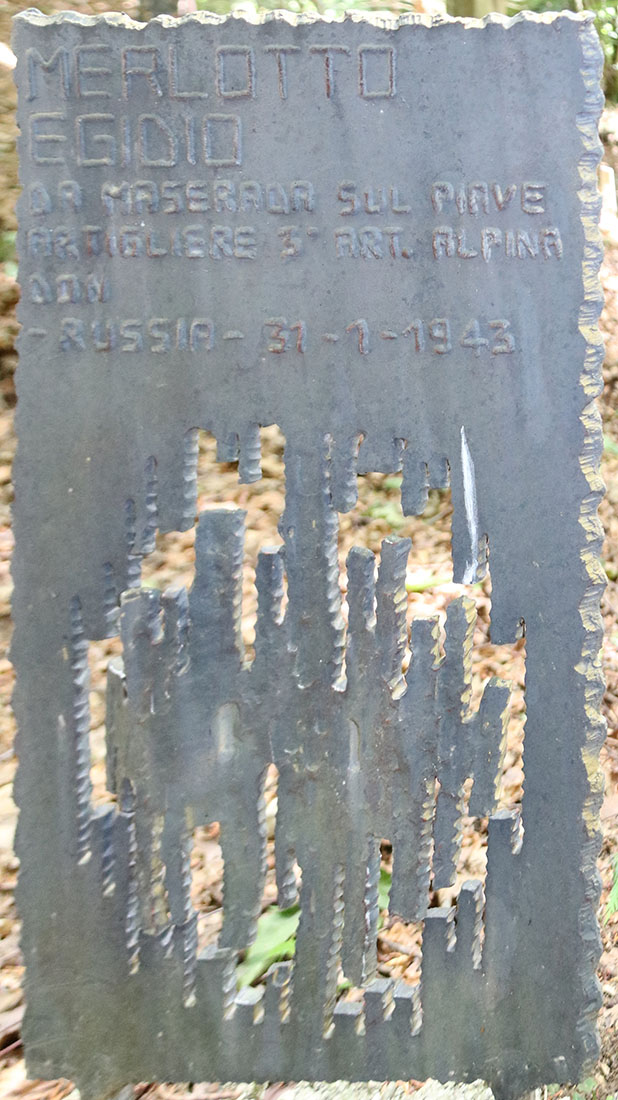 MERLOTTO
EGIDIO
DA MASERADA SUL PIAVE
ARTIGLIERE 3° ART. ALPINA
DON
- RUSSIA - 31 - 1 - 1943